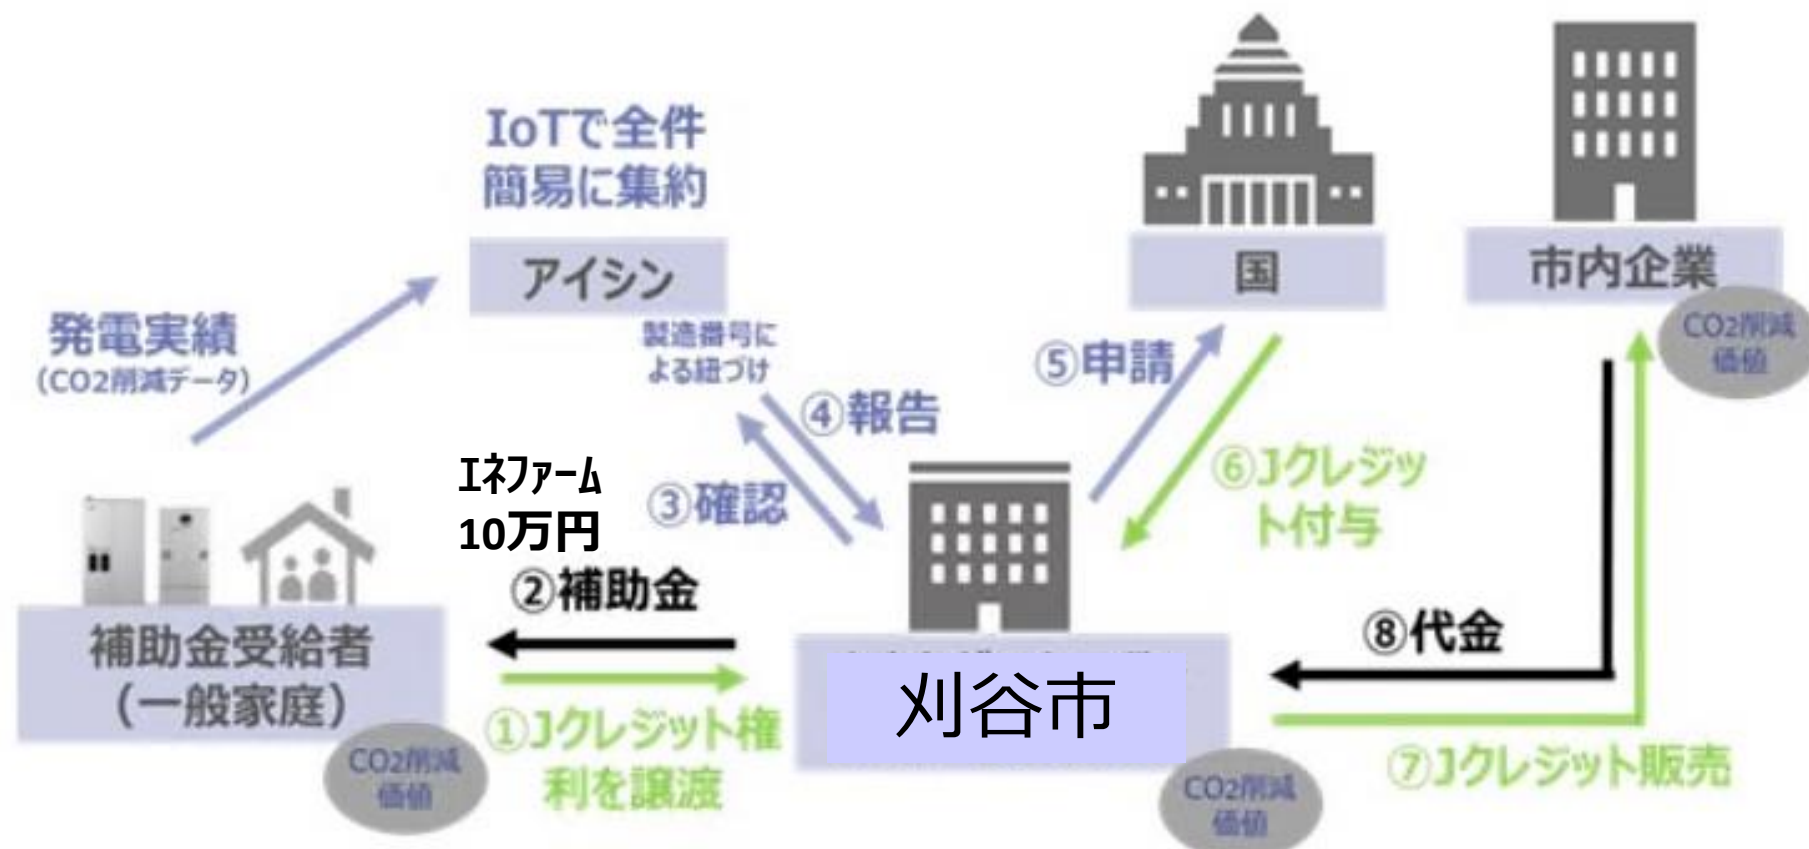 IoTで全件
簡易に集約
アイシン
国
市内企業
CO2削減
価値
発電実績
(CO2削減データ)
製造番号に
よる紐づけ
④報告
③確認
⑤申請
⑥Jクレジッ
ト付与
エネファーム
10万円
②補助金
補助金受給者
(一般家庭)
CO2削減
価値
①Jクレジット権
利を譲渡
刈谷市
CO2削減
価値
⑧代金
⑦Jクレジット販売